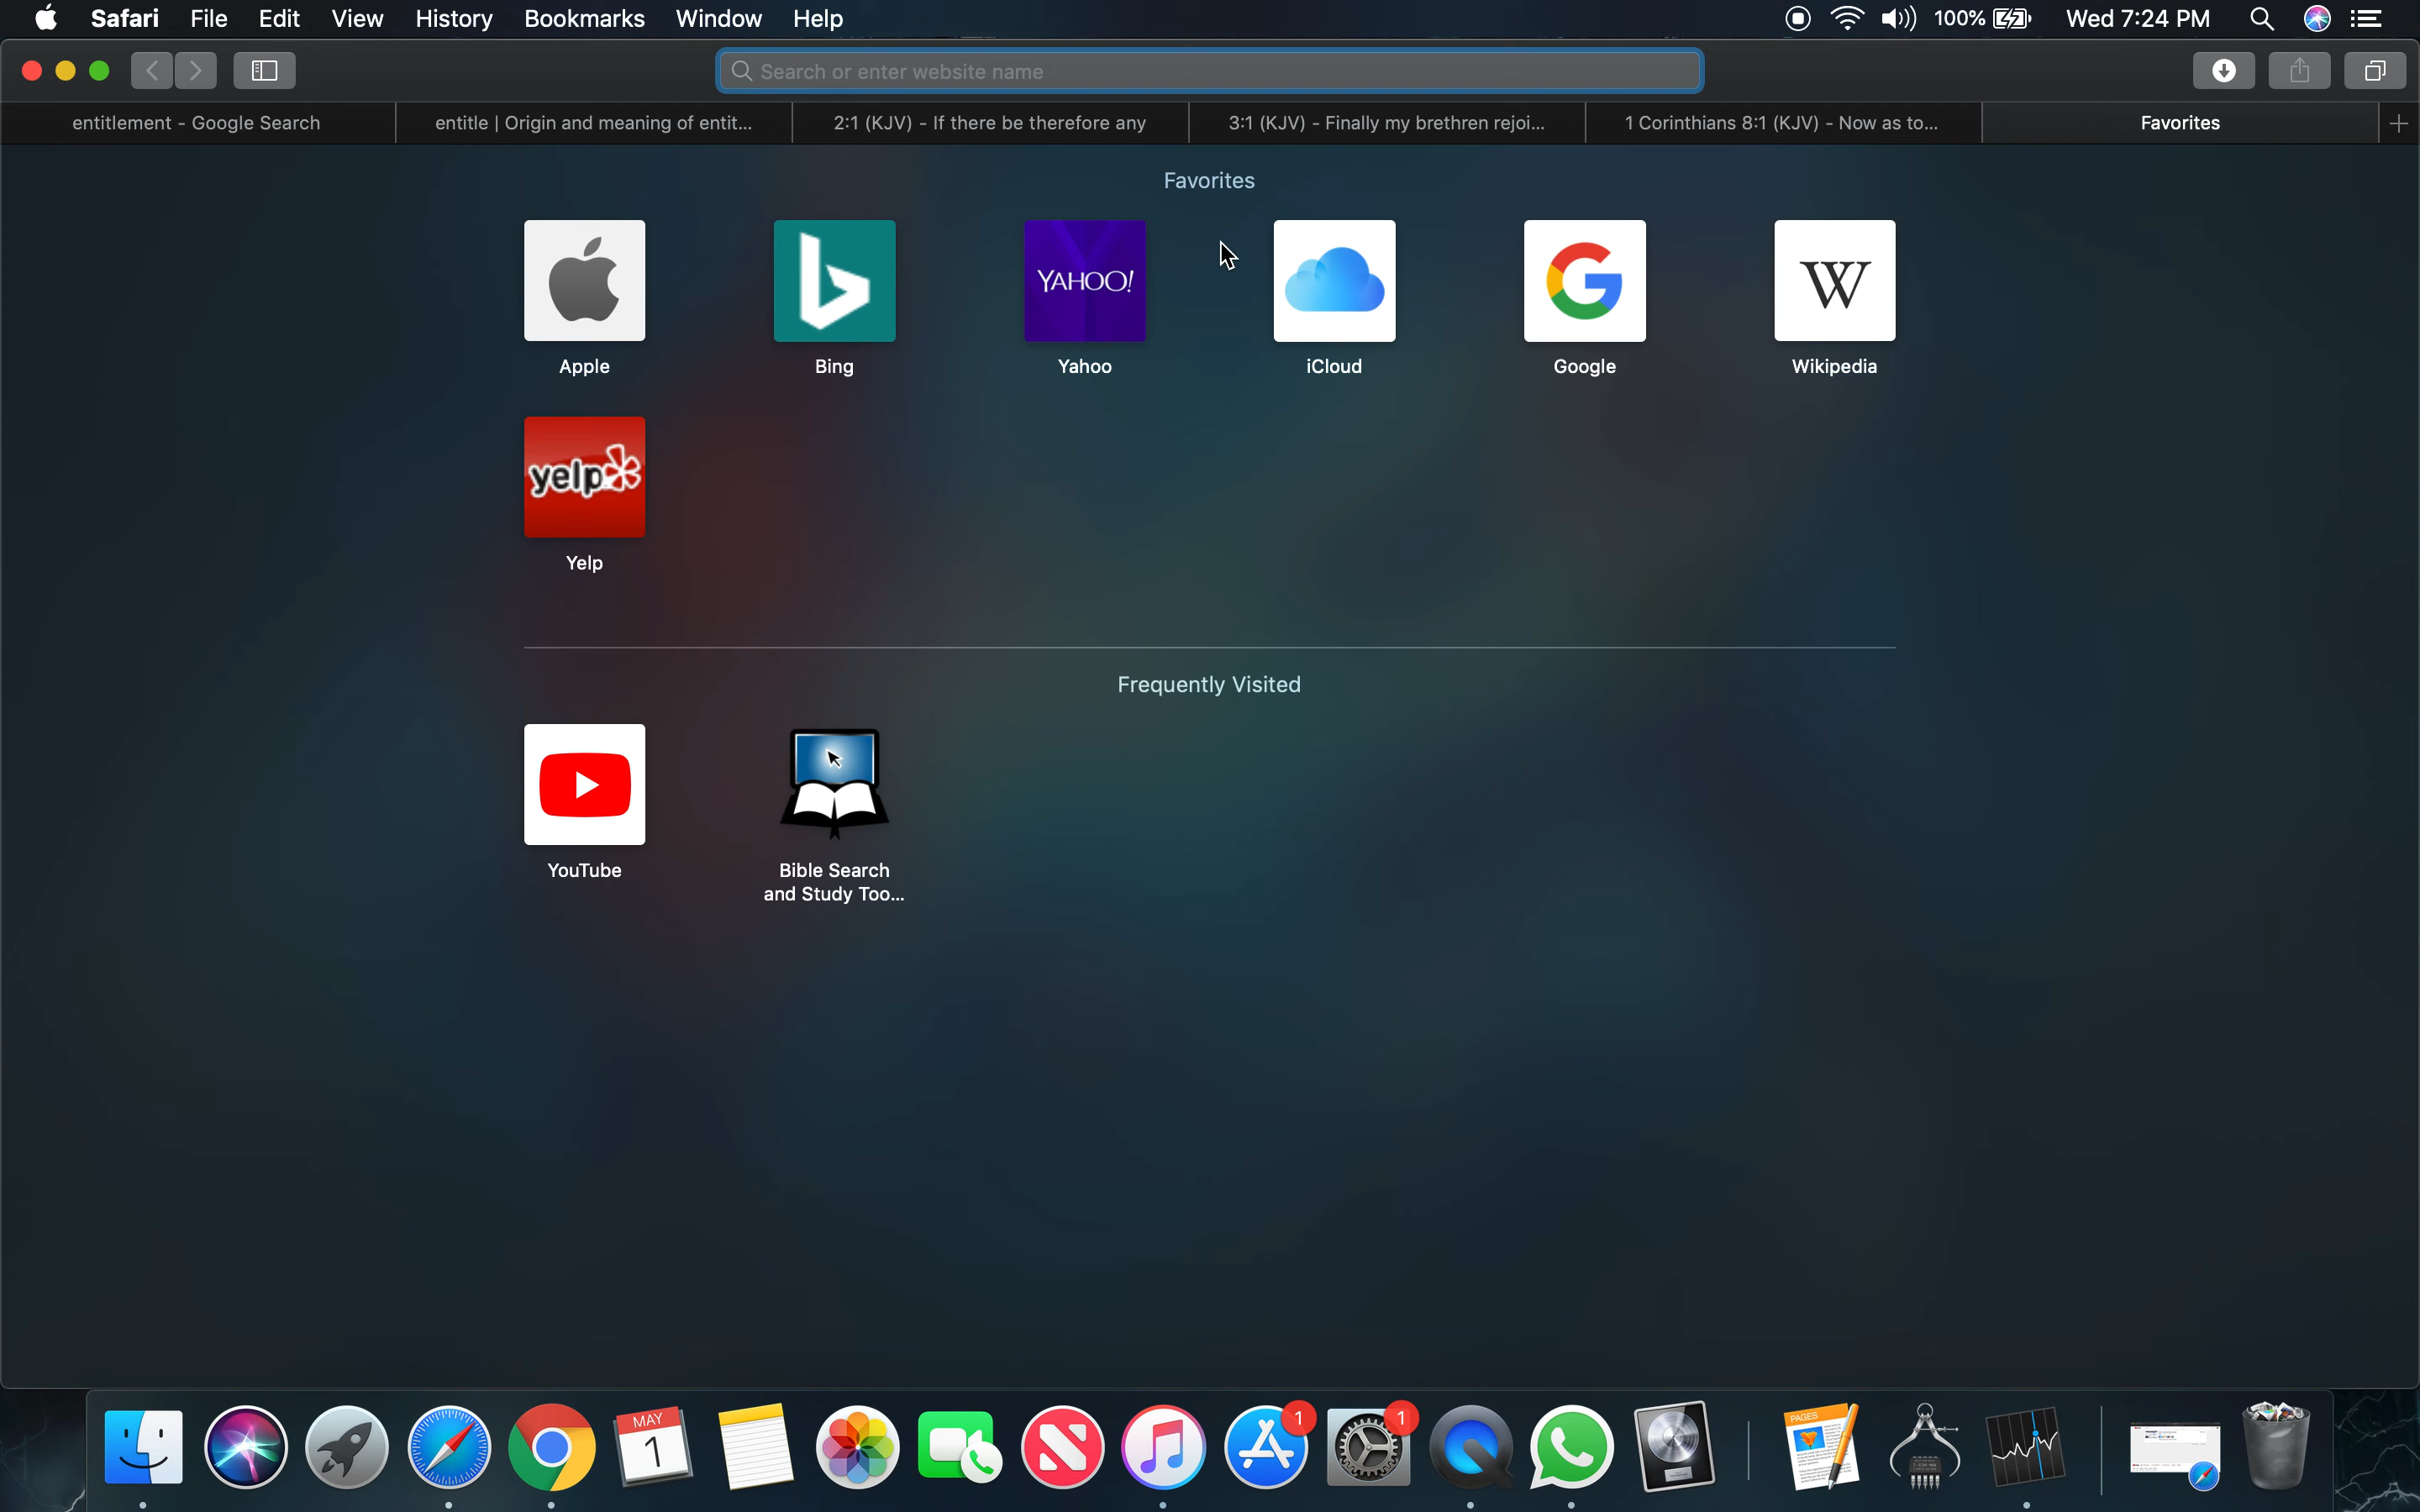 Safari File Edit View History Bookmarks Window Help 100% Wed 7:24 PM
Search or enter website name
entitlement - Google Search entitle | Origin and meaning of entit... 2:1 (KJV) - If there be therefore any 3:1 (KJV) - Finally my brethren rejoi... 1 Corinthians 8:1 (KJV) - Now as to... Favorites
Favorites
YAHOO! W
Apple Bing Yahoo iCloud Google Wikipedia
yelp
Yelp
Frequently Visited
YouTube Bible Search
and Study Too...
MAY
1
1
1
PAGES